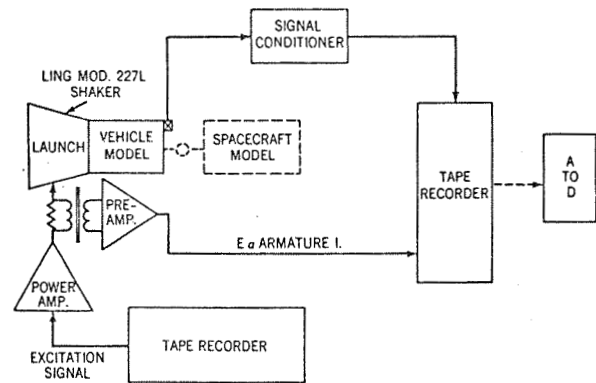 SIGNAL
CONDITIONER
LING MOD. 227L
SHAKER
LAUNCH
VEHICLE
MODEL
SPACECRAFT
MODEL
TAPE
RECORDER
A
TO
D
PRE-
AMP.
E a ARMATURE I.
POWER
AMP.
EXCITATION
SIGNAL
TAPE RECORDER